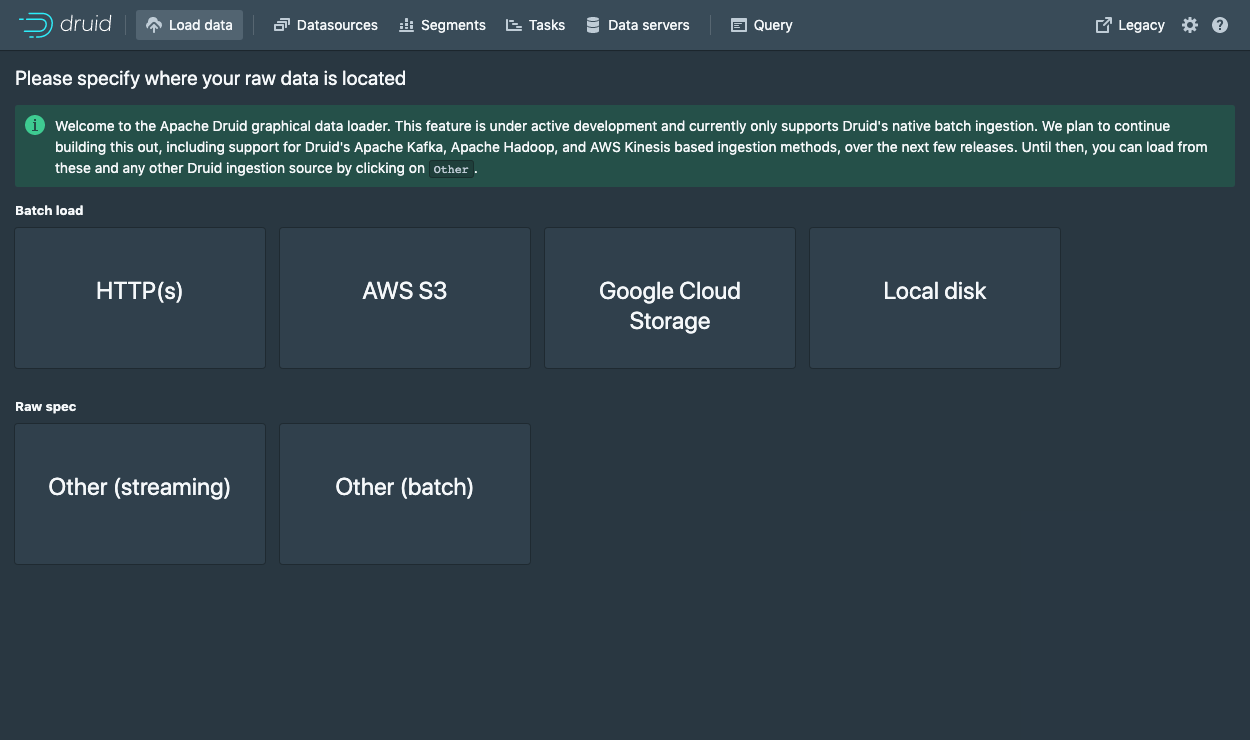 druid Load data Datasources Segments Tasks Data servers Query Legacy
Please specify where your raw data is located
Welcome to the Apache Druid graphical data loader. This feature is under active development and currently only supports Druid's native batch ingestion. We plan to continue
building this out, including support for Druid's Apache Kafka, Apache Hadoop, and AWS Kinesis based ingestion methods, over the next few releases. Until then, you can load from
these and any other Druid ingestion source by clicking on Other.
Batch load
HTTP(s)
AWS S3
Google Cloud
Storage
Local disk
Raw spec
Other (streaming)
Other (batch)